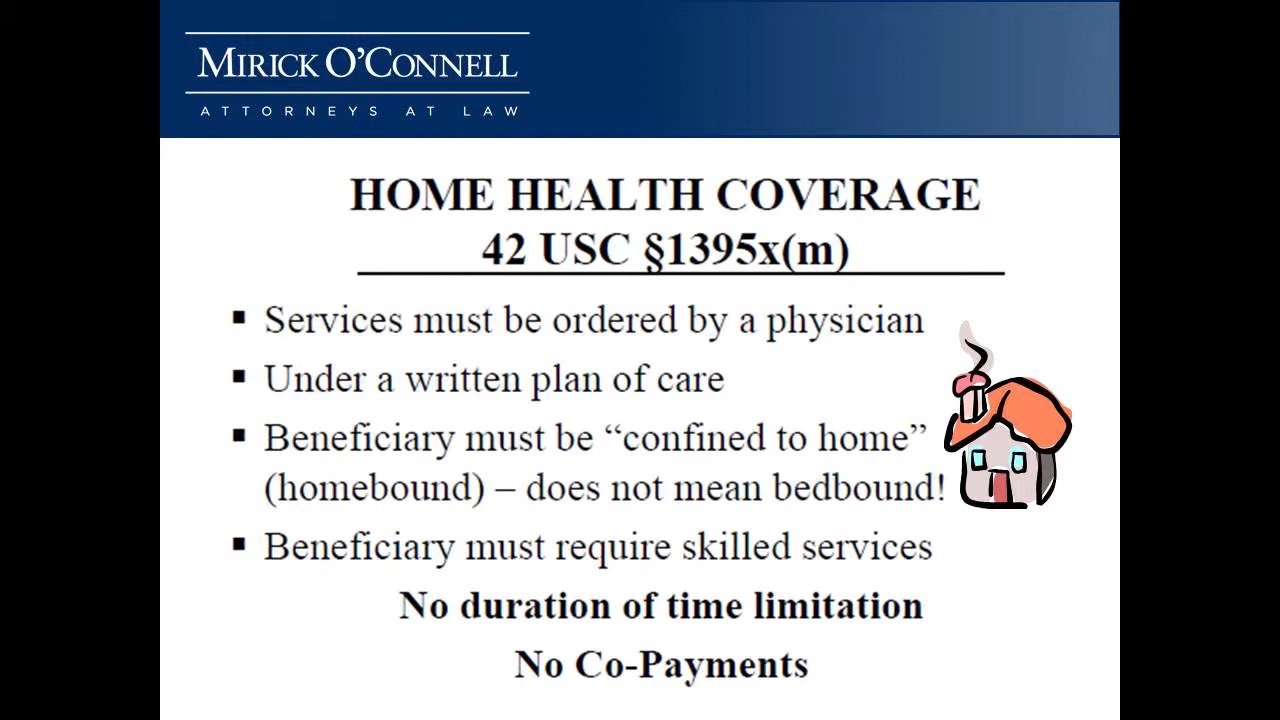 MIRICK O'CONNELL
ATTORNEYS AT LAW
HOME HEALTH COVERAGE
42 USC §1395x(m)
▪ Services must be ordered by a physician
▪ Under a written plan of care
▪ Beneficiary must be “confined to home”
(homebound) – does not mean bedbound!
▪ Beneficiary must require skilled services
No duration of time limitation
No Co-Payments